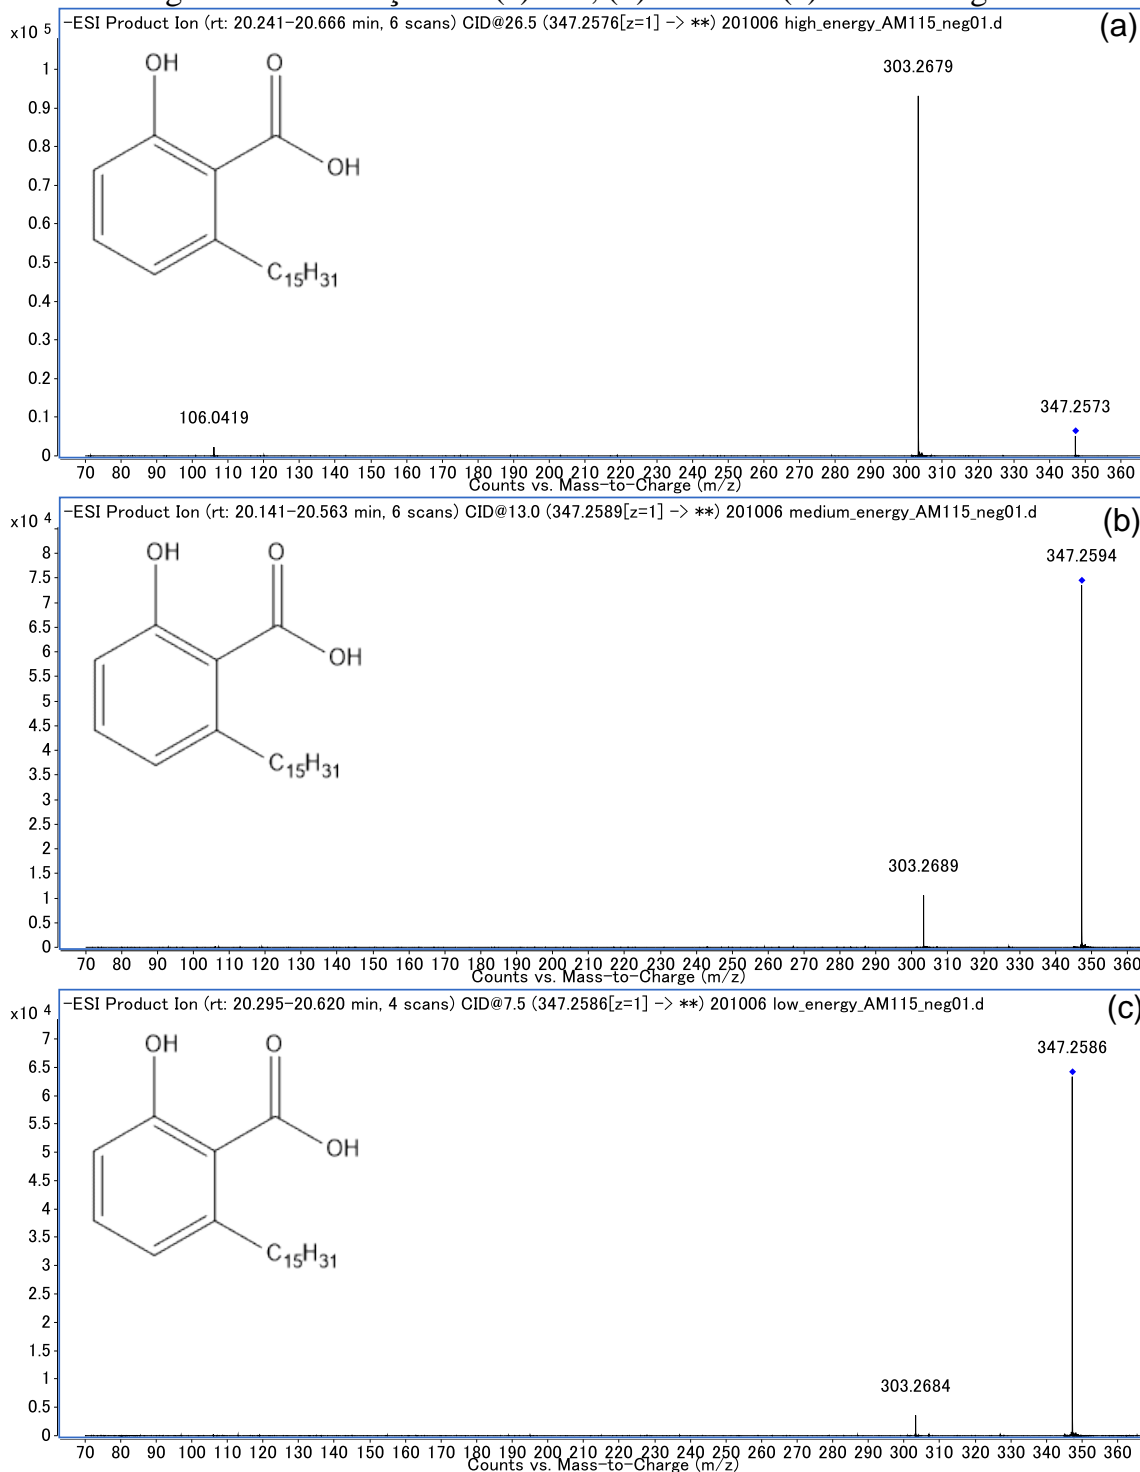 (a)
-ESI Product Ion (rt: 20.241-20.666 min, 6 scans) CID@26.5 (347.2576[z=1] -> **) 201006 high_energy_AM115_neg01.d
x10 5
OH
O
OH
C15H31
303.2679
106.0419
347.2573
1
0.9
0.8
0.7
0.6
0.5
0.4
0.3
0.2
0.1
0
70 80 90 100 110 120 130 140 150 160 170 180 190 200 210 220 230 240 250 260 270 280 290 300 310 320 330 340 350 360
Counts vs. Mass-to-Charge (m/z)
(b)
-ESI Product Ion (rt: 20.141-20.563 min, 6 scans) CID@13.0 (347.2589[z=1] -> **) 201006 medium_energy_AM115_neg01.d
x10 4
OH
O
OH
C15H31
347.2594
303.2689
8
7.5
7
6.5
6
5.5
5
4.5
4
3.5
3
2.5
2
1.5
1
0.5
0
70 80 90 100 110 120 130 140 150 160 170 180 190 200 210 220 230 240 250 260 270 280 290 300 310 320 330 340 350 360
Counts vs. Mass-to-Charge (m/z)
(c)
-ESI Product Ion (rt: 20.295-20.620 min, 4 scans) CID@7.5 (347.2586[z=1] -> **) 201006 low_energy_AM115_neg01.d
x10 4
OH
O
OH
C15H31
347.2586
303.2684
7
6.5
6
5.5
5
4.5
4
3.5
3
2.5
2
1.5
1
0.5
0
70 80 90 100 110 120 130 140 150 160 170 180 190 200 210 220 230 240 250 260 270 280 290 300 310 320 330 340 350 360
Counts vs. Mass-to-Charge (m/z)